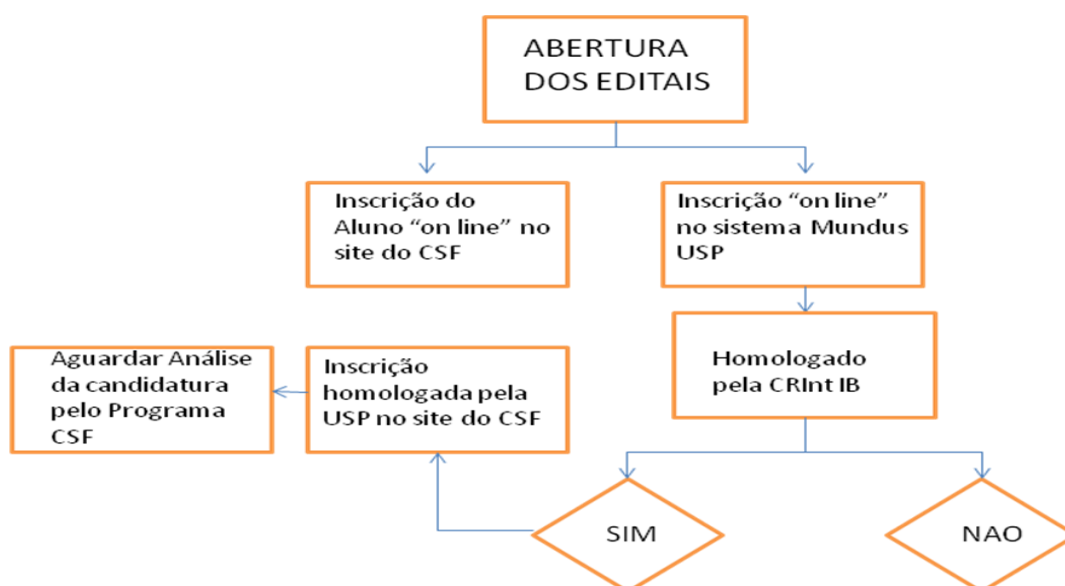 ABERTURA
DOS EDITAIS
Inscrição do
Aluno “on line” no
site do CSF
Inscrição “on line”
no sistema Mundus
USP
Homologado
pela CRInt IB
Aguardar Análise
da candidatura
pelo Programa
CSF
Inscrição
homologada pela
USP no site do CSF
SIM
NAO